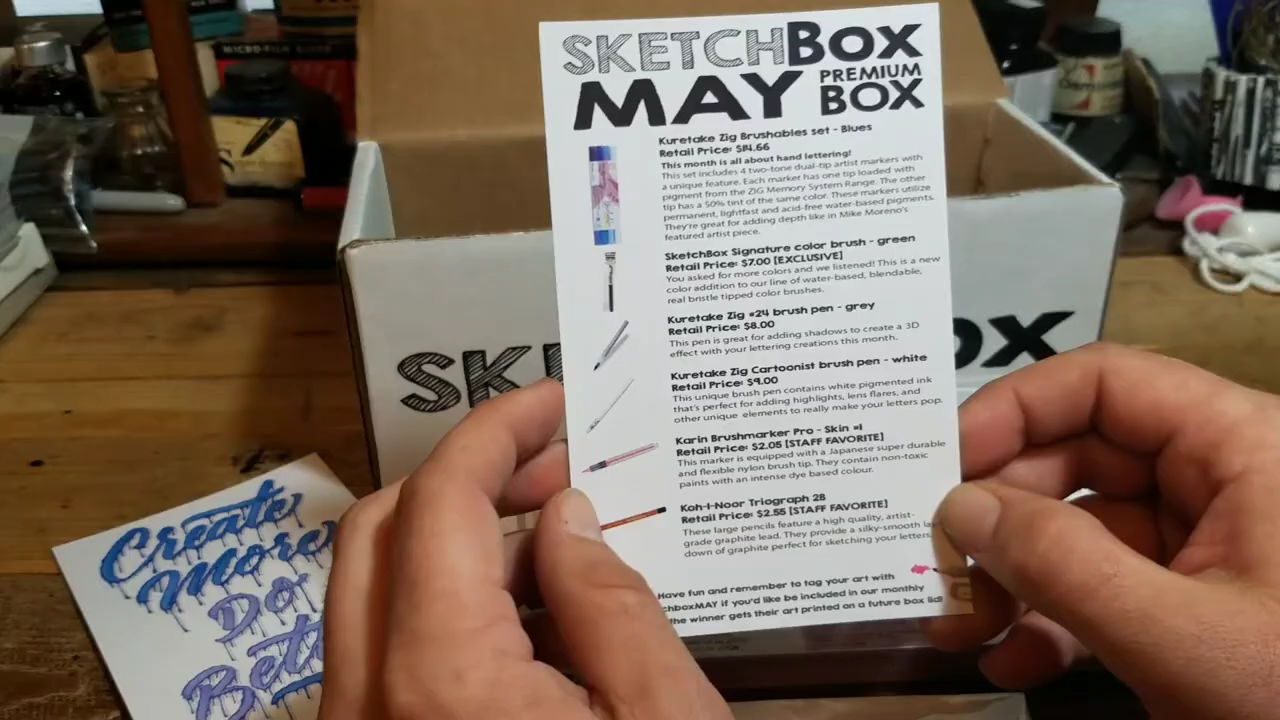 MICRO-FILM
SKETCHBOX
MAY PREMIUM BOX
Kuretake Zig Brushables set - Blues
Retail Price: $14.66
This month is all about hand lettering!
This set includes 4 two-tone dual-tip artist markers with
a unique feature. Each marker has one tip loaded with
pigment from the ZIG Memory System Range. The other
tip has a 50% tint of the same color. These markers utilize
permanent, lightfast and acid-free water-based pigments.
They're great for adding depth like in Mike Moreno's
featured artist piece.
SketchBox Signature color brush - green
Retail Price: $7.00 [EXCLUSIVE]
You asked for more colors and we listened! This is a new
color addition to our line of water-based, blendable,
real bristle tipped color brushes.
Kuretake Zig #24 brush pen - grey
Retail Price: $8.00
This pen is great for adding shadows to create a 3D
effect with your lettering creations this month.
Kuretake Zig Cartoonist brush pen - white
Retail Price: $9.00
This unique brush pen contains white pigmented ink
that's perfect for adding highlights, lens flares, and
other unique elements to really make your letters pop.
Karin Brushmarker Pro - Skin #1
Retail Price: $2.05 [STAFF FAVORITE]
This marker is equipped with a Japanese super durable
and flexible nylon brush tip. They contain non-toxic
paints with an intense dye based colour.
Koh-I-Noor Triograph 2B
Retail Price: $2.55 [STAFF FAVORITE]
These large pencils feature a high quality, artist-
grade graphite lead. They provide a silky-smooth la
down of graphite perfect for sketching your letters.
Have fun and remember to tag your art with
chboxMAY if you'd like be included in our monthly
the winner gets their art printed on a future box lid!
SK
OX
Create
More
Do
Bet